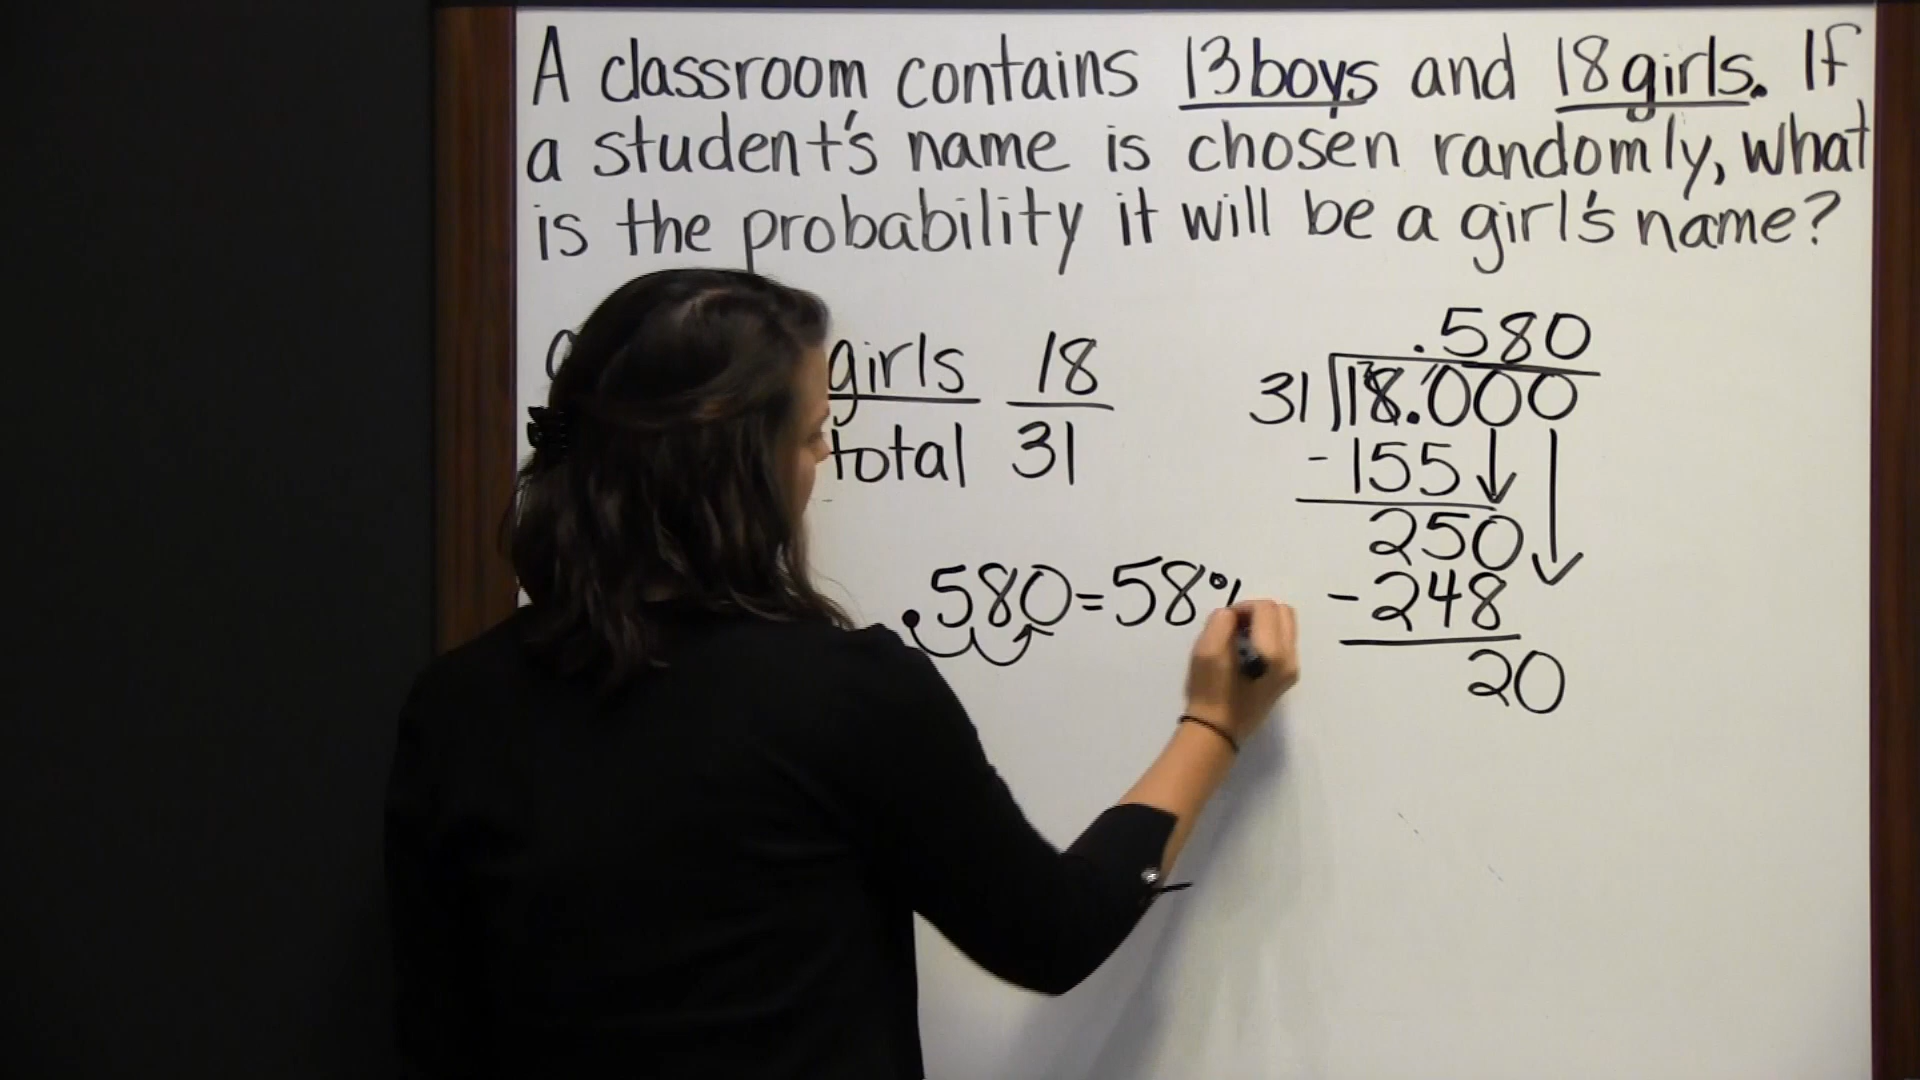 A classroom contains 13 boys and 18 girls. If
a student's name is chosen randomly, what
is the probability it will be a girl's name?
girls 18
total 31
.580
31 18.000
-155
250
-248
20
.580=58%